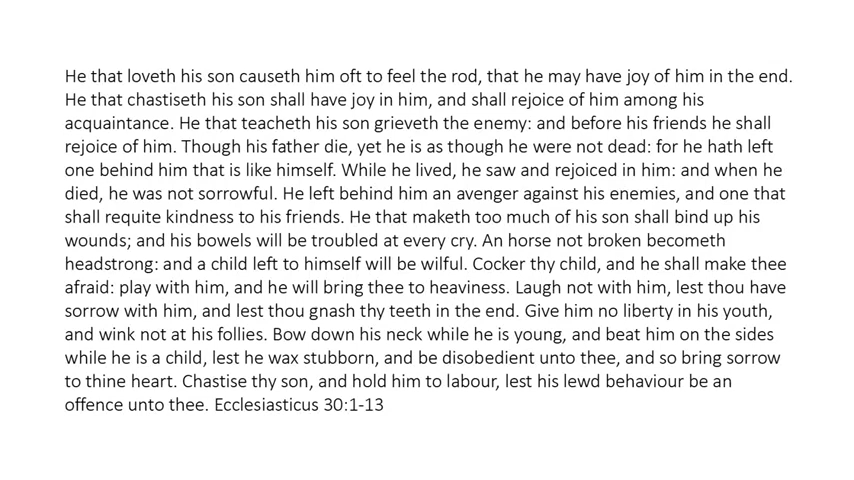 He that loveth his son causeth him oft to feel the rod, that he may have joy of him in the end.
He that chastiseth his son shall have joy in him, and shall rejoice of him among his
acquaintance. He that teacheth his son grieveth the enemy: and before his friends he shall
rejoice of him. Though his father die, yet he is as though he were not dead: for he hath left
one behind him that is like himself. While he lived, he saw and rejoiced in him: and when he
died, he was not sorrowful. He left behind him an avenger against his enemies, and one that
shall requite kindness to his friends. He that maketh too much of his son shall bind up his
wounds; and his bowels will be troubled at every cry. An horse not broken becometh
headstrong: and a child left to himself will be wilful. Cocker thy child, and he shall make thee
afraid: play with him, and he will bring thee to heaviness. Laugh not with him, lest thou have
sorrow with him, and lest thou gnash thy teeth in the end. Give him no liberty in his youth,
and wink not at his follies. Bow down his neck while he is young, and beat him on the sides
while he is a child, lest he wax stubborn, and be disobedient unto thee, and so bring sorrow
to thine heart. Chastise thy son, and hold him to labour, lest his lewd behaviour be an
offence unto thee. Ecclesiasticus 30:1-13